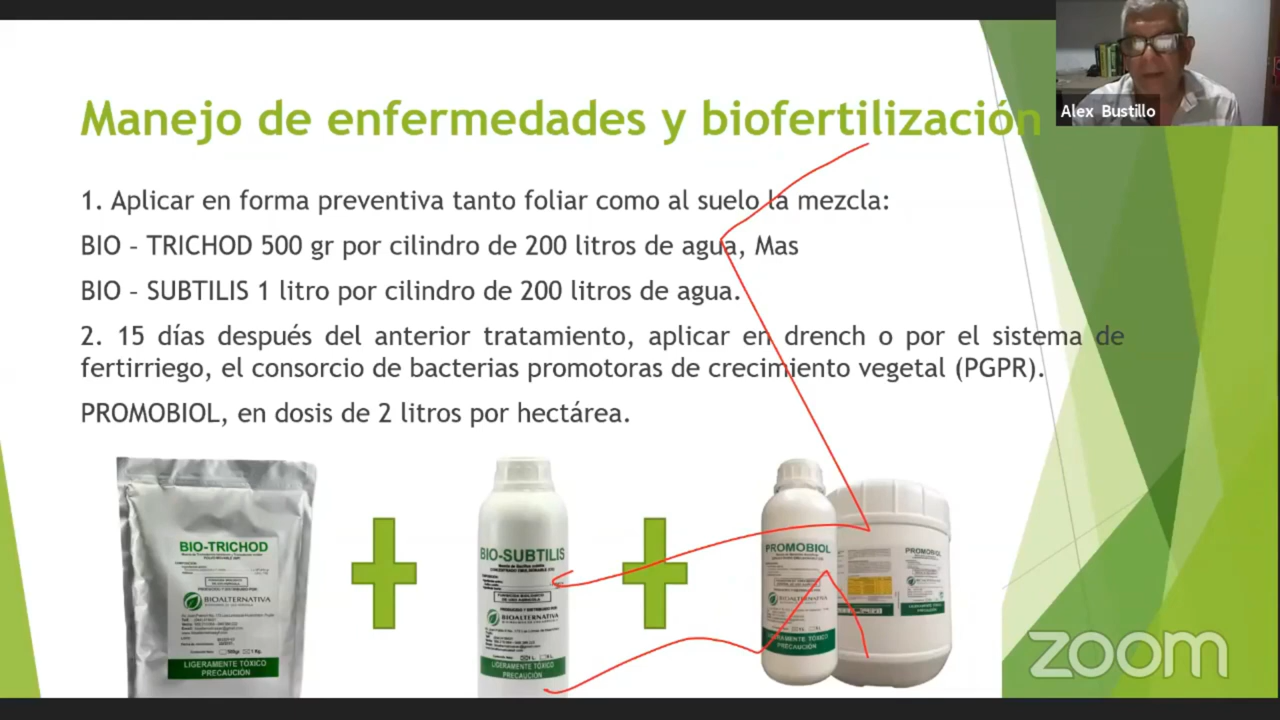 Alex Bustillo
Manejo de enfermedades y biofertilización
1. Aplicar en forma preventiva tanto foliar como al suelo la mezcla:
BIO – TRICHOD 500 gr por cilindro de 200 litros de agua, Mas
BIO – SUBTILIS 1 litro por cilindro de 200 litros de agua.
2. 15 días después del anterior tratamiento, aplicar en drench o por el sistema de
fertirriego, el consorcio de bacterias promotoras de crecimiento vegetal (PGPR).
PROMOBIOL, en dosis de 2 litros por hectárea.
BIO-TRICHOD
BIOALTERNATIVA
LIGERAMENTE TÓXICO
PRECAUCIÓN
BIO-SUBTILIS
BIOALTERNATIVA
LIGERAMENTE TÓXICO
PRECAUCIÓN
PROMOBIOL
BIOALTERNATIVA
LIGERAMENTE TÓXICO
PRECAUCIÓN
PROMOBIOL
zoom